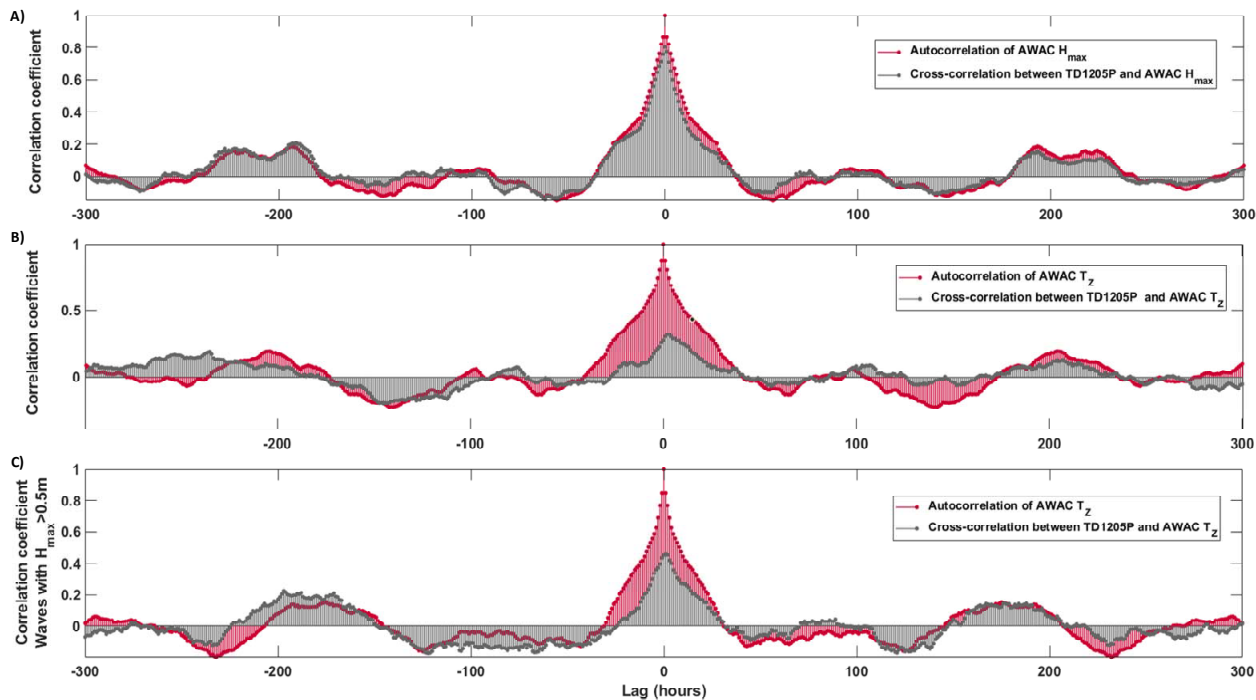 A)
Correlation coefficient
1
0.8
0.6
0.4
0.2
0
Autocorrelation of AWAC Hmax
Cross-correlation between TD1205P and AWAC Hmax
-300 -200 -100 0 100 200 300
B)
Correlation coefficient
1
0.5
0
Autocorrelation of AWAC TZ
Cross-correlation between TD1205P and AWAC TZ
-300 -200 -100 0 100 200 300
C)
Correlation coefficient
Waves with Hmax>0.5m
1
0.8
0.6
0.4
0.2
0
Autocorrelation of AWAC TZ
Cross-correlation between TD1205P and AWAC TZ
-300 -200 -100 0 100 200 300
Lag (hours)